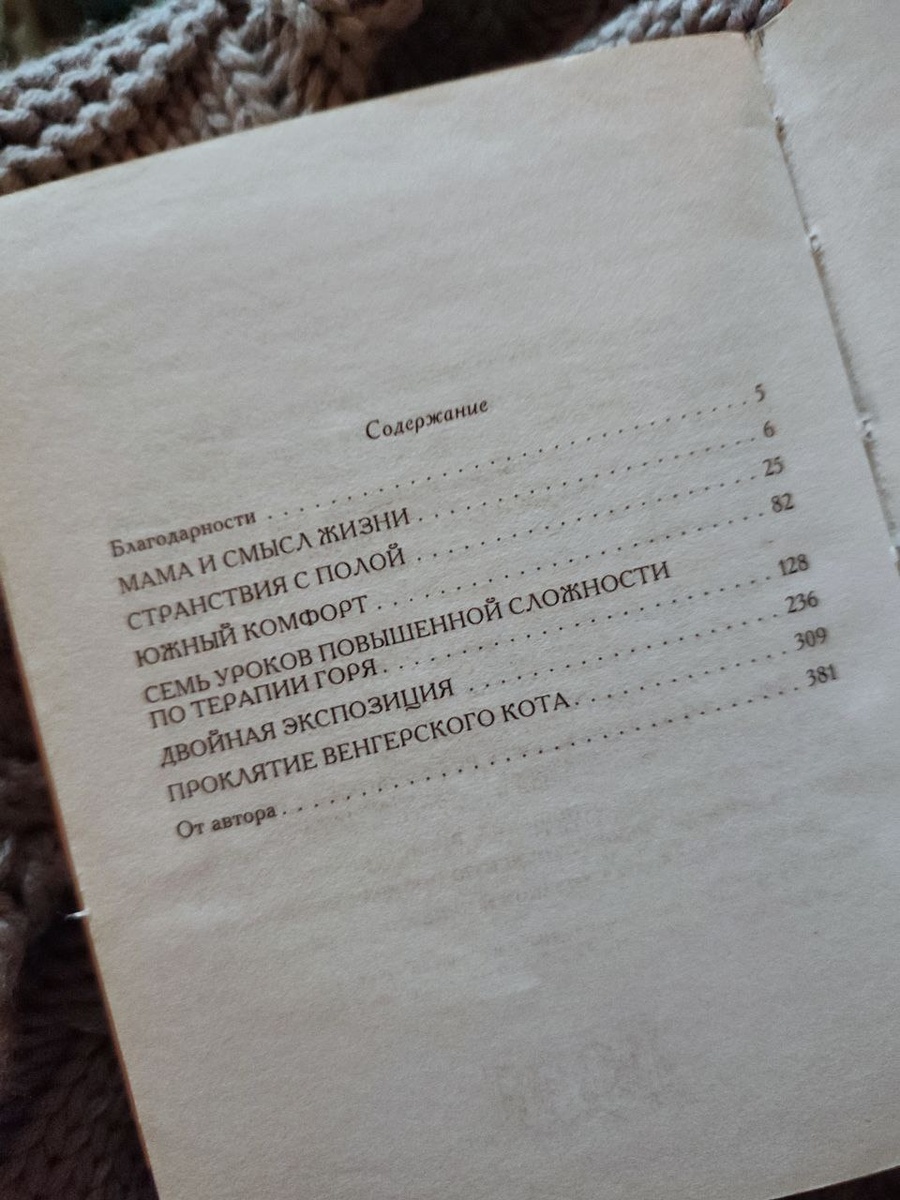 Содержание
Благодарности . . . . . . . . . . . . . . . . . . . . . . . . . . . . . . 5
МАМА И СМЫСЛ ЖИЗНИ . . . . . . . . . . . . . . . . . . . . . 6
СТРАНСТВИЯ С ПОЛОЙ . . . . . . . . . . . . . . . . . . . . . . 25
ЮЖНЫЙ КОМФОРТ . . . . . . . . . . . . . . . . . . . . . . . . . 82
СЕМЬ УРОКОВ ПОВЫШЕННОЙ СЛОЖНОСТИ
ПО ТЕРАПИИ ГОРЯ . . . . . . . . . . . . . . . . . . . . . . . . . 128
ДВОЙНАЯ ЭКСПОЗИЦИЯ . . . . . . . . . . . . . . . . . . . . . 236
ПРОКЛЯТИЕ ВЕНГЕРСКОГО КОТА . . . . . . . . . . . . . . . 309
От автора . . . . . . . . . . . . . . . . . . . . . . . . . . . . . . . . . 381